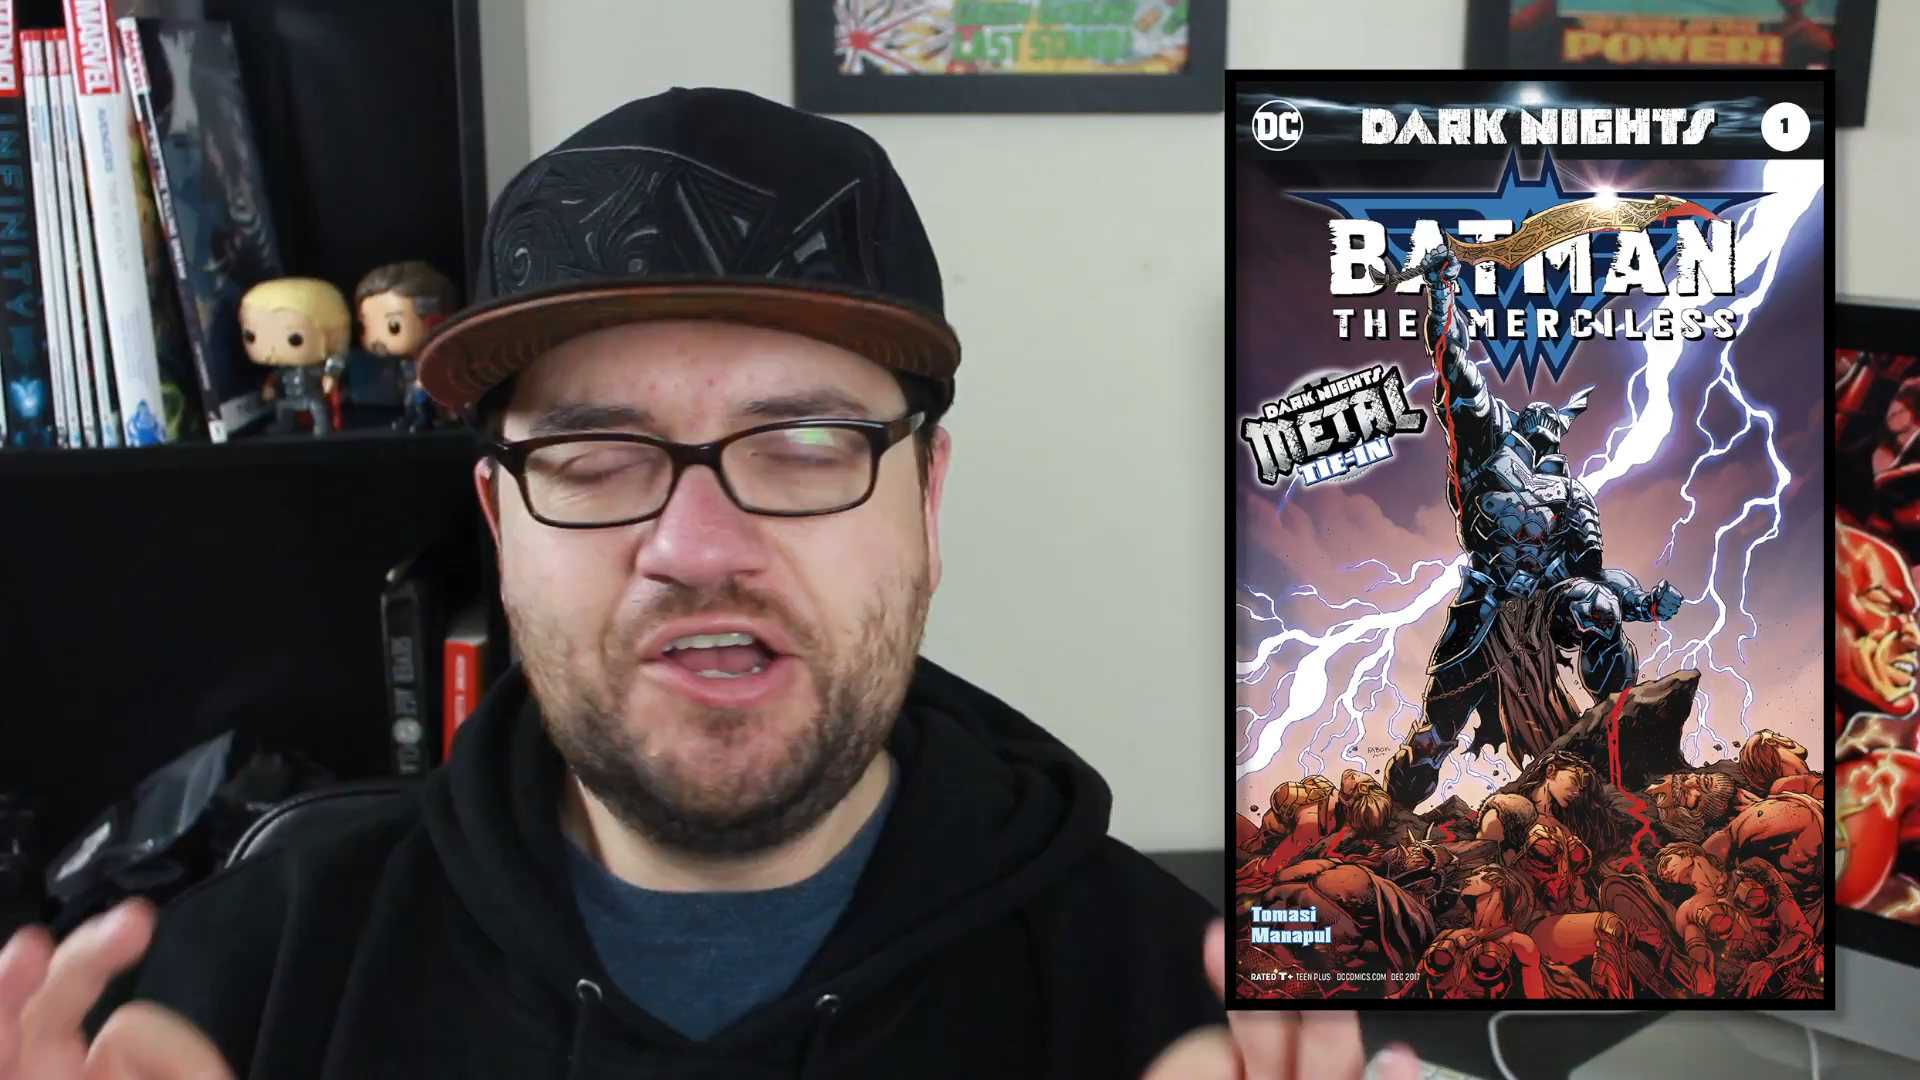 MARVEL
INFINITY
LAST STAND!
POWER!
DC
DARK NIGHTS
1
BATMAN
THE MERCILESS
DARK NIGHTS
METAL
TIE-IN
FABOK
Tomasi
Manapul
RATED T+ TEEN PLUS DCCOMICS.COM DEC 2017